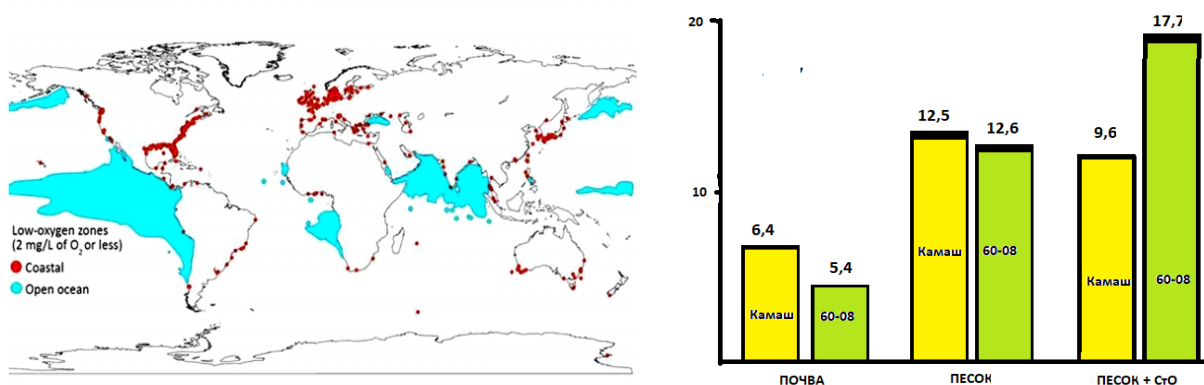 Low-oxygen zones
(2 mg/L of O2 or less)
Coastal
Open ocean
20
10
6,4
5,4
12,5
12,6
9,6
17,7
Камаш
60-08
Камаш
60-08
Камаш
60-08
ПОЧВА
ПЕСОК
ПЕСОК + СтО